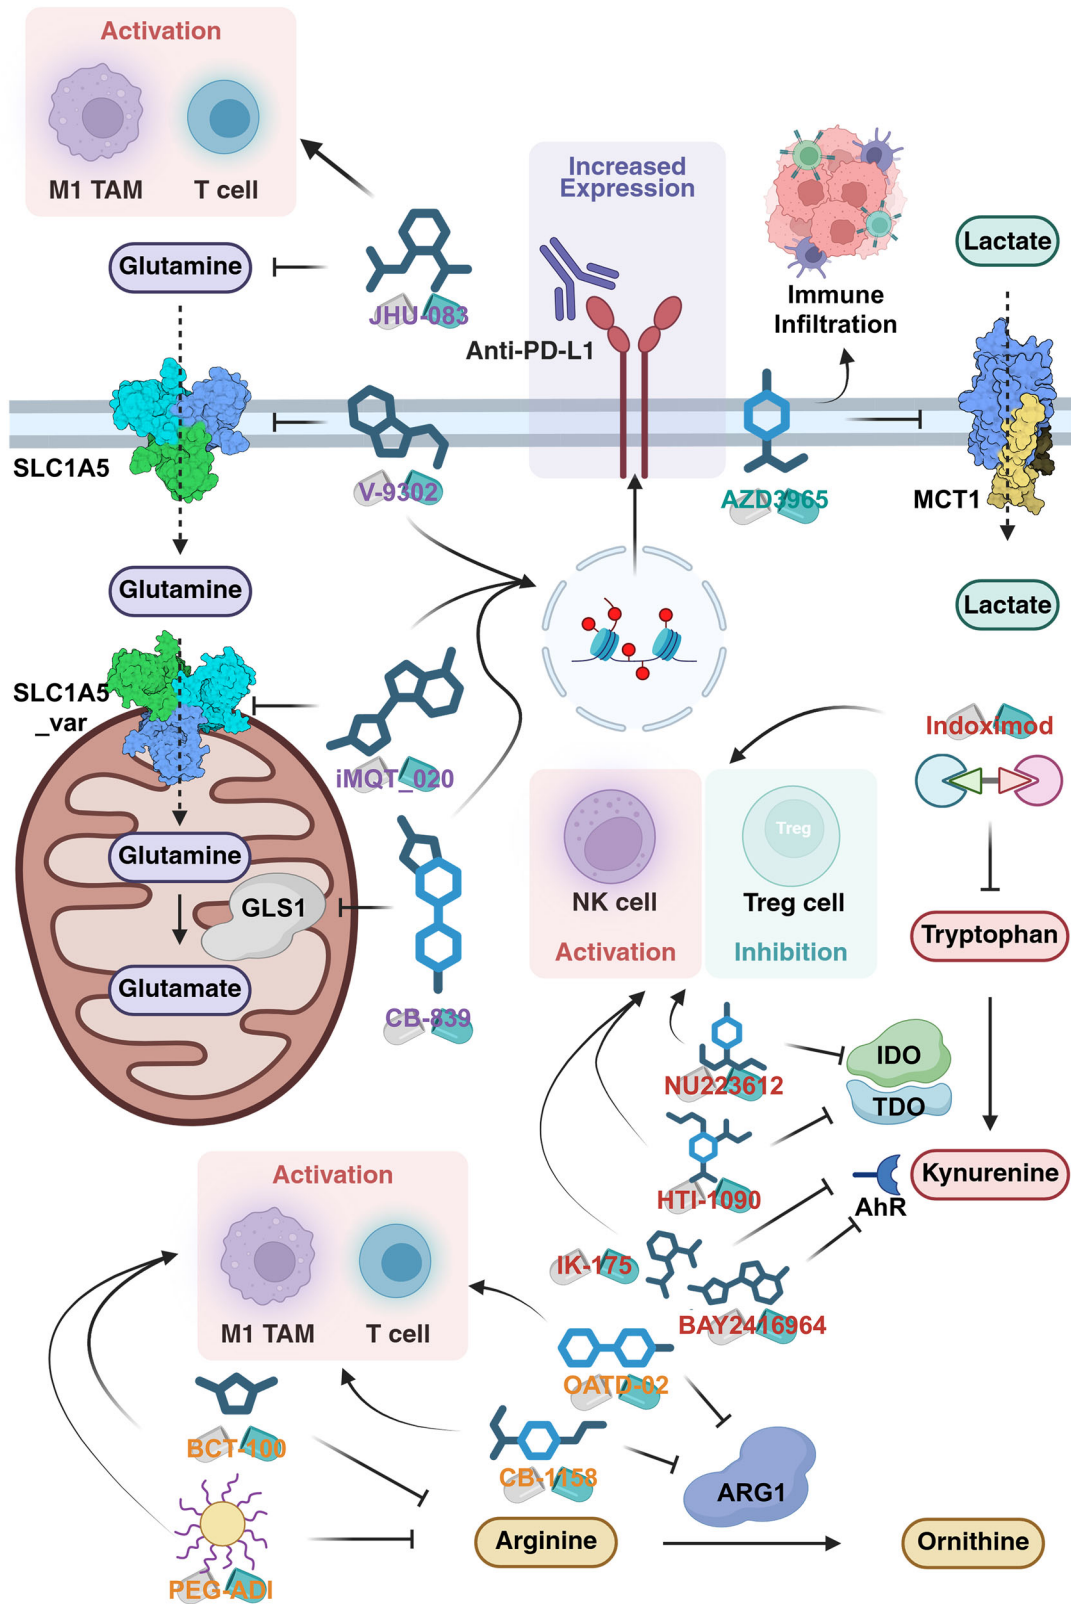 Activation
M1 TAM
T cell
Glutamine
JHU-083
Increased
Expression
Anti-PD-L1
Immune
Infiltration
Lactate
SLC1A5
V-9302
AZD3965
MCT1
Glutamine
Lactate
SLC1A5
_var
iMQT_020
Indoximod
Glutamine
GLS1
Glutamate
CB-839
NK cell
Activation
Treg
Treg cell
Inhibition
Tryptophan
NU223612
IDO
TDO
HTI-1090
AhR
Kynurenine
IK-175
BAY2416964
Activation
M1 TAM
T cell
OATD-02
BCT-100
CB-1158
ARG1
PEG-ADI
Arginine
Ornithine